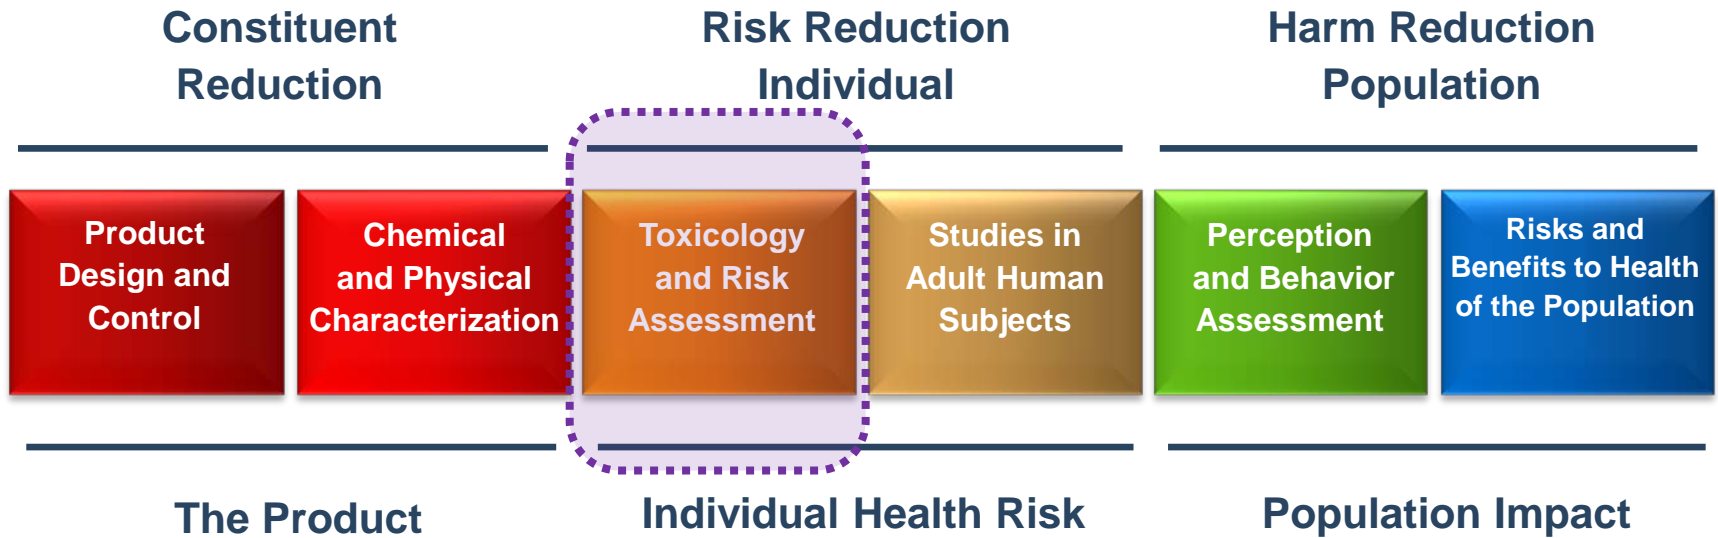 Constituent
Reduction
Risk Reduction
Individual
Harm Reduction
Population
Product
Design and
Control
Chemical
and Physical
Characterization
Toxicology
and Risk
Assessment
Studies in
Adult Human
Subjects
Perception
and Behavior
Assessment
Risks and
Benefits to Health
of the Population
The Product
Individual Health Risk
Population Impact